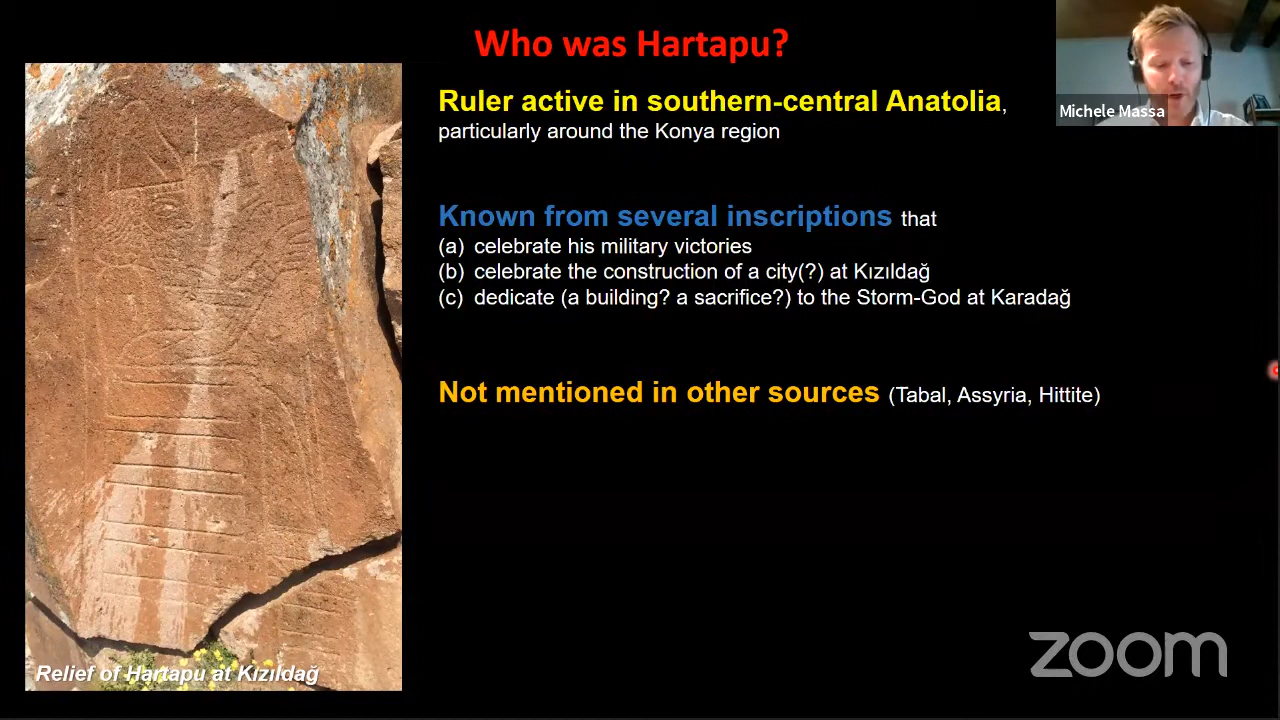 Who was Hartapu?
Michele Massa
Ruler active in southern-central Anatolia,
particularly around the Konya region
Known from several inscriptions that
(a) celebrate his military victories
(b) celebrate the construction of a city(?) at Kızıldağ
(c) dedicate (a building? a sacrifice?) to the Storm-God at Karadağ
Not mentioned in other sources (Tabal, Assyria, Hittite)
Relief of Hartapu at Kızıldağ
zoom